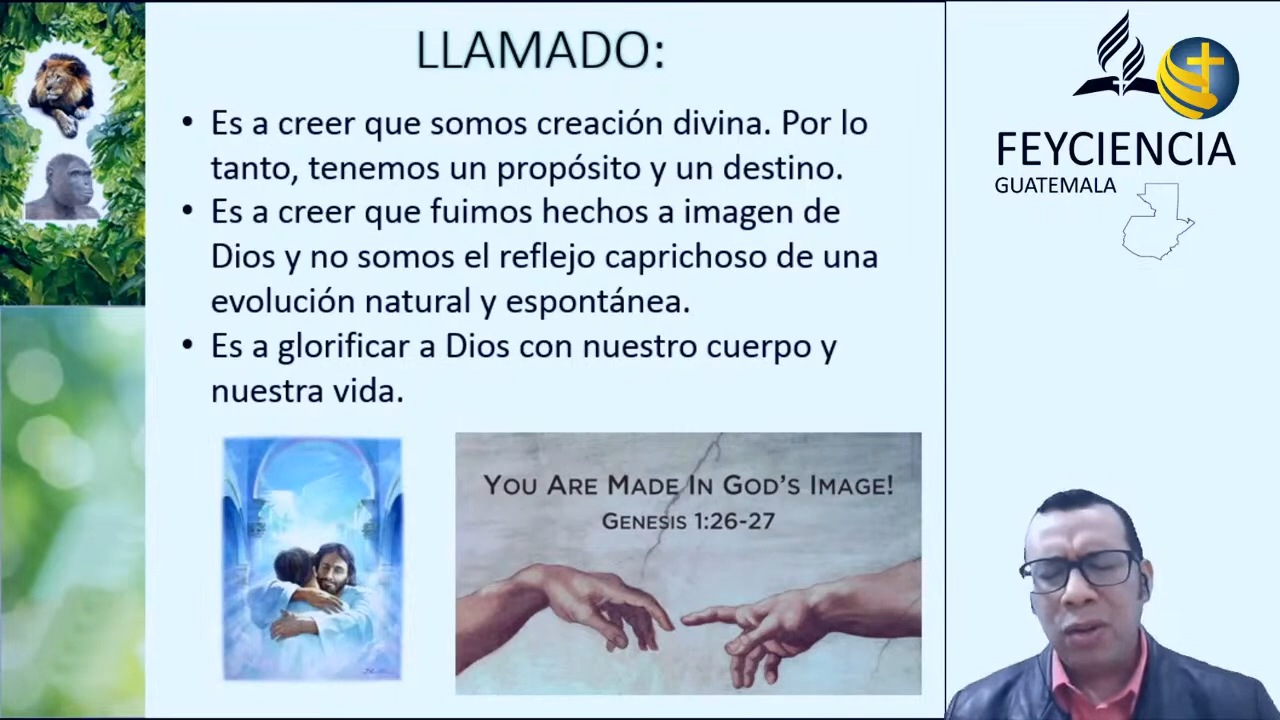 LLAMADO:
• Es a creer que somos creación divina. Por lo
tanto, tenemos un propósito y un destino.
• Es a creer que fuimos hechos a imagen de
Dios y no somos el reflejo caprichoso de una
evolución natural y espontánea.
• Es a glorificar a Dios con nuestro cuerpo y
nuestra vida.
YOU ARE MADE IN GOD'S IMAGE!
GENESIS 1:26-27
FEYCIENCIA
GUATEMALA